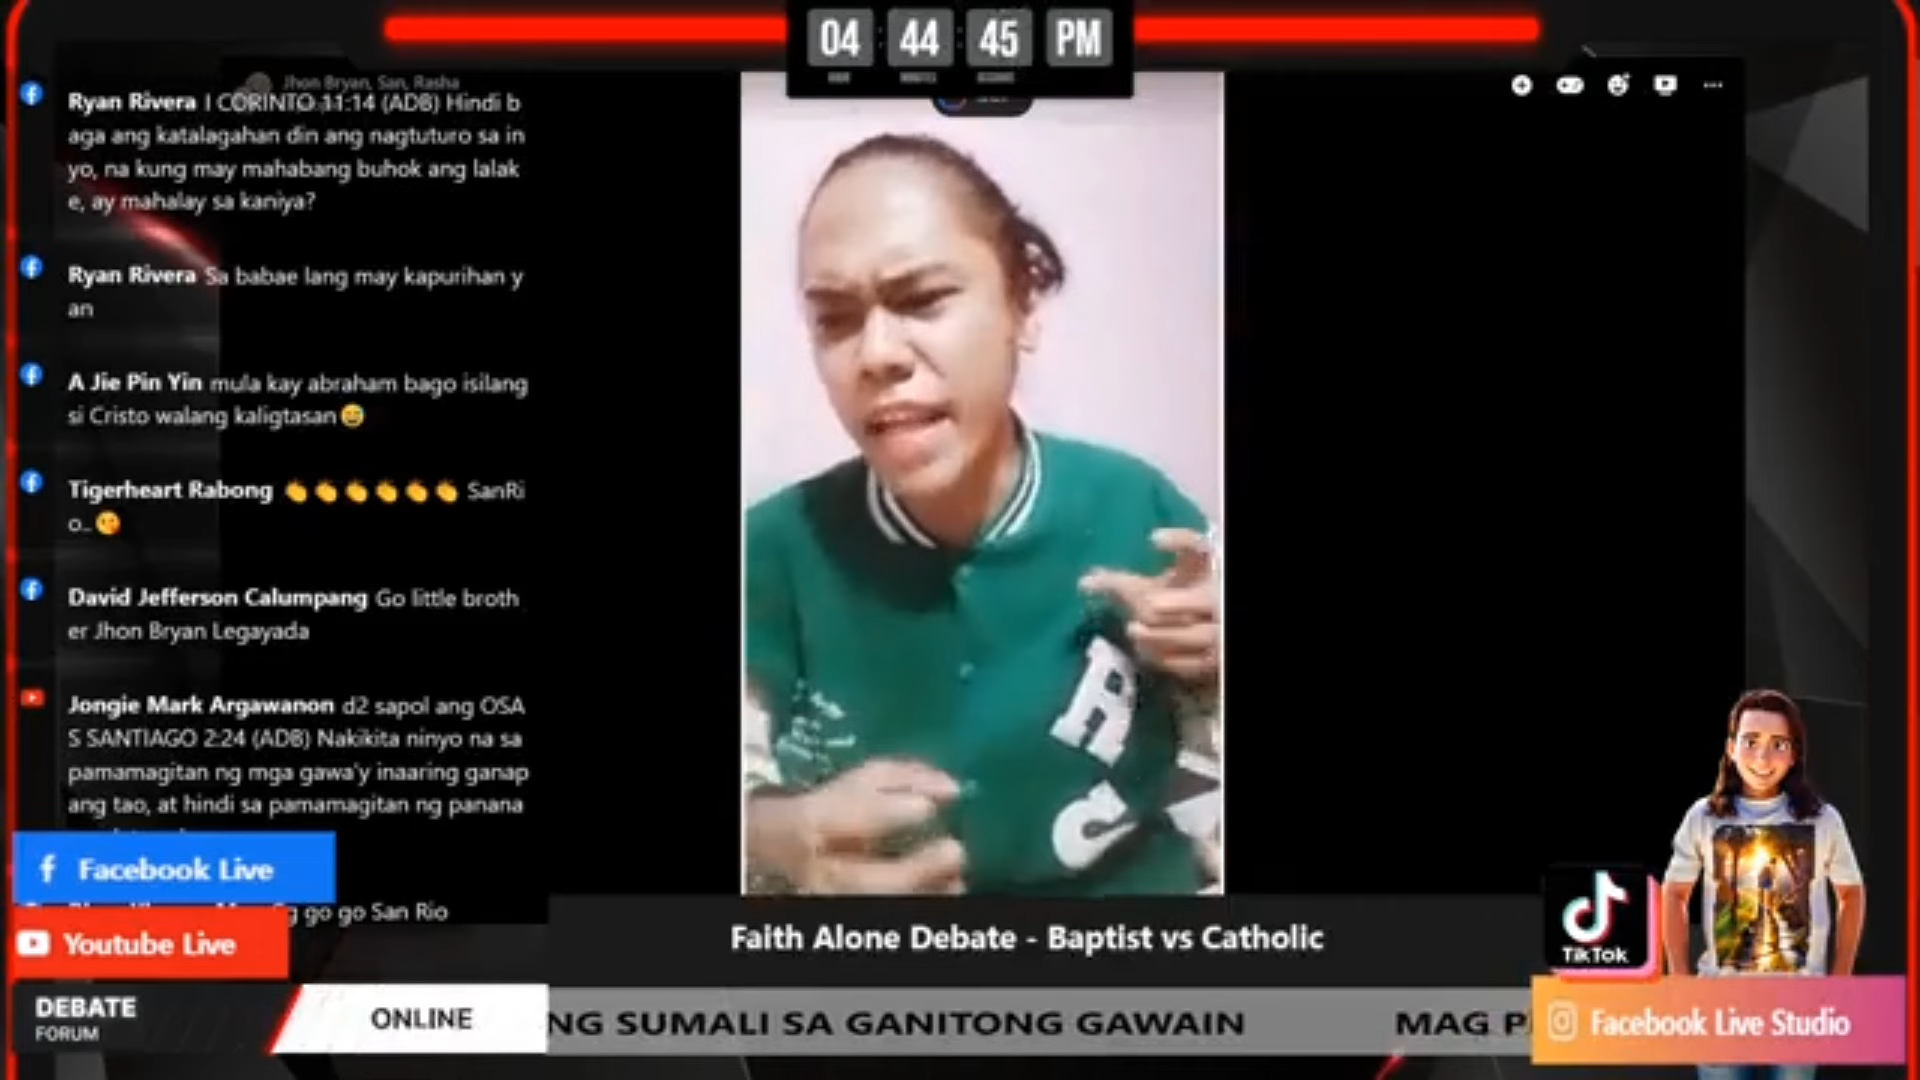 04 : 44 : 45 PM
Jhon Bryan, San, Rasha
Ryan Rivera I CORINTO 11:14 (ADB) Hindi b
aga ang katalagahan din ang nagtuturo sa in
yo, na kung may mahabang buhok ang lalak
e, ay mahalay sa kaniya?
Ryan Rivera Sa babae lang may kapurihan y
an
A Jie Pin Yin mula kay abraham bago isilang
si Cristo walang kaligtasan😅
Tigerheart Rabong 👏👏👏👏👏👏 SanRi
o..😘
David Jefferson Calumpang Go little broth
er Jhon Bryan Legayada
Jongie Mark Argawanon d2 sapol ang OSA
S SANTIAGO 2:24 (ADB) Nakikita ninyo na sa
pamamagitan ng mga gawa'y inaaring ganap
ang tao, at hindi sa pamamagitan ng panana
go go San Rio
Facebook Live
Youtube Live
R
C
Faith Alone Debate - Baptist vs Catholic
TikTok
DEBATE
FORUM
ONLINE
NG SUMALI SA GANITONG GAWAIN MAG P
Facebook Live Studio